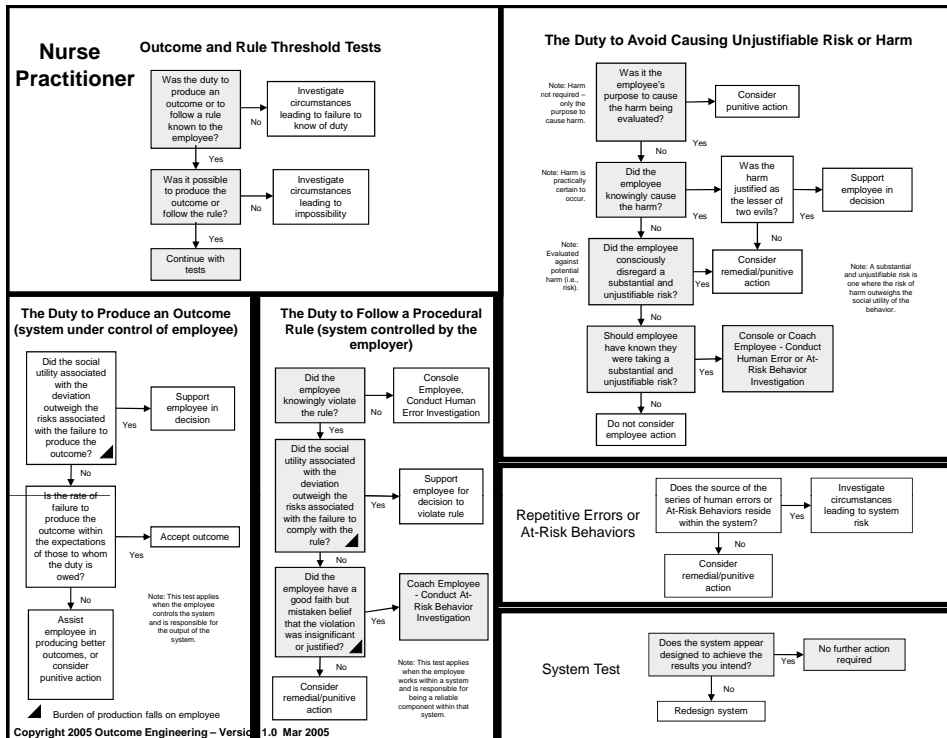 Nurse
Practitioner
Outcome and Rule Threshold Tests
Was the duty to
produce an
outcome or to
follow a rule
known to the
employee?
No
Investigate
circumstances
leading to failure to
know of duty
Yes
Was it possible
to produce the
outcome or
follow the rule?
No
Investigate
circumstances
leading to
impossibility
Yes
Continue with
tests
The Duty to Avoid Causing Unjustifiable Risk or Harm
Note: Harm
not required –
only the
purpose to
cause harm.
Was it the
employee's
purpose to cause
the harm being
evaluated?
Yes
Consider
punitive action
No
Note: Harm is
practically
certain to
occur.
Did the
employee
knowingly cause
the harm?
Yes
Was the
harm
justified as
the lesser of
two evils?
Yes
Support
employee in
decision
No
No
Note:
Evaluated
against
potential
harm (i.e.,
risk).
Did the employee
consciously
disregard a
substantial and
unjustifiable risk?
Yes
Consider
remedial/punitive
action
Note: A substantial
and unjustifiable risk is
one where the risk
of harm outweighs the
social utility of the
behavior.
No
Should employee
have known they
were taking a
substantial and
unjustifiable risk?
Yes
Console or Coach
Employee - Conduct
Human Error or At-
Risk Behavior
Investigation
No
Do not consider
employee action
The Duty to Produce an Outcome
(system under control of employee)
Did the social
utility associated
with the
deviation
outweigh the
risks associated
with the failure to
produce the
outcome?
Yes
Support
employee in
decision
No
Is the rate of
failure to
produce the
outcome within
the expectations
of those to whom
the duty is
owed?
Yes
Accept outcome
No
Assist
employee in
producing better
outcomes, or
consider
punitive action
Note: This test applies
when the employee
controls the system
and is responsible for
the output of the
system.
Burden of production falls on employee
The Duty to Follow a Procedural
Rule (system controlled by the
employer)
Did the
employee
knowingly violate
the rule?
No
Console
Employee,
Conduct Human
Error Investigation
Yes
Did the social
utility associated
with the
deviation
outweigh the
risks associated
with the failure to
comply with the
rule?
Yes
Support
employee for
decision to
violate rule
No
Did the
employee have a
good faith but
mistaken belief
that the violation
was insignificant
or justified?
Yes
Coach Employee
- Conduct At-
Risk Behavior
Investigation
No
Consider
remedial/punitive
action
Note: This test applies
when the employee
works within a system
and is responsible for
being a reliable
component within that
system.
Repetitive Errors or
At-Risk Behaviors
Does the source of the
series of human errors or
At-Risk Behaviors reside
within the system?
Yes
Investigate
circumstances
leading to system
risk
No
Consider
remedial/punitive
action
System Test
Does the system appear
designed to achieve the
results you intend?
Yes
No further action
required
No
Redesign system
Copyright 2005 Outcome Engineering – Version 1.0 Mar 2005